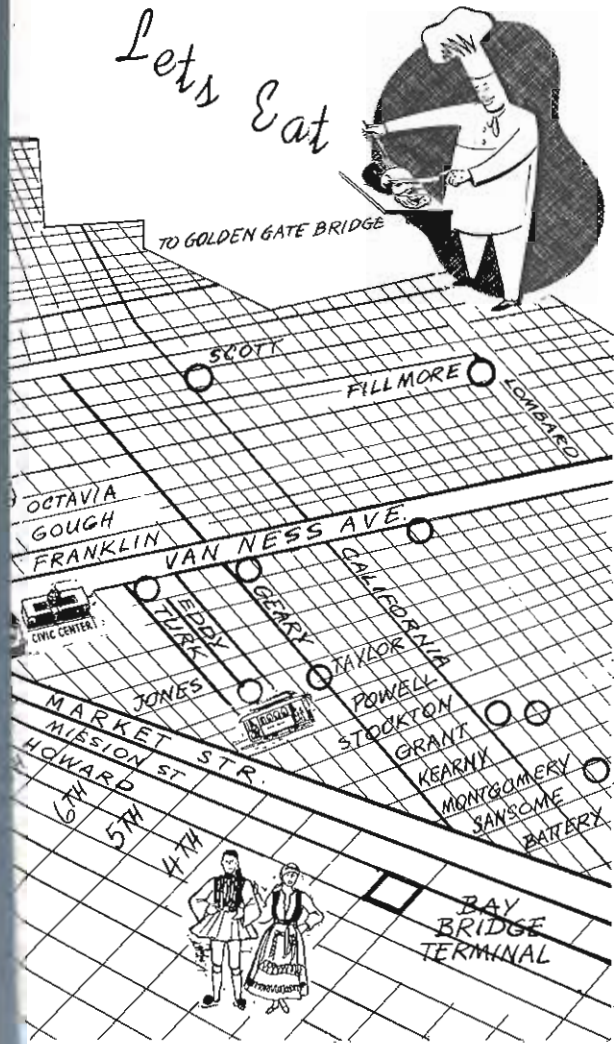 Lets Eat
TO GOLDEN GATE BRIDGE
SCOTT
FILLMORE
LOMBARD
OCTAVIA
GOUGH
FRANKLIN
VAN NESS AVE.
CIVIC CENTER
CALIFORNIA
GEARY
EDDY
TURK
TAYLOR
JONES
POWELL
STOCKTON
GRANT
KEARNY
MONTGOMERY
SANSOME
BATTERY
MARKET STR.
MISSION ST
HOWARD
6TH
5TH
4TH
BAY
BRIDGE
TERMINAL